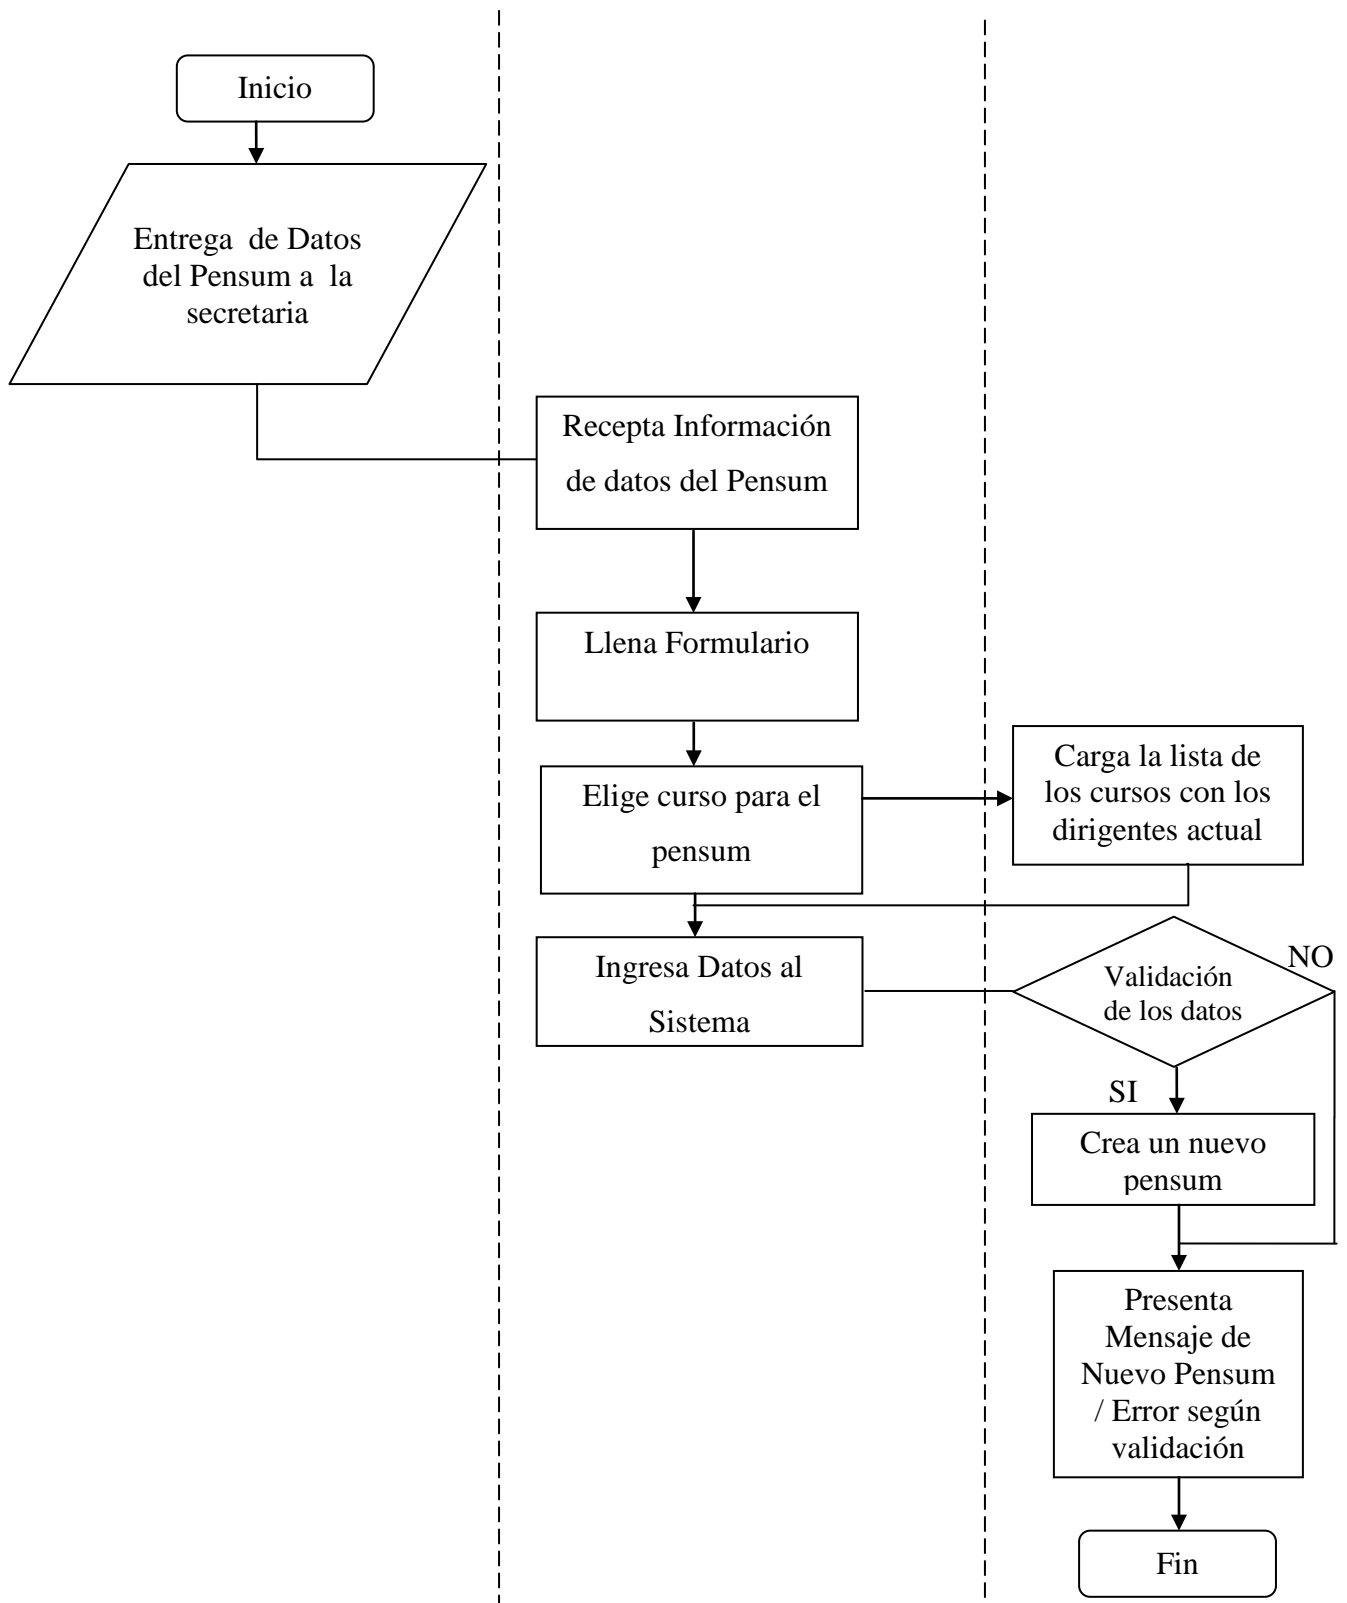 Inicio
Entrega de Datos
del Pensum a la
secretaria
Recepta Información
de datos del Pensum
Llena Formulario
Elige curso para el
pensum
Carga la lista de
los cursos con los
dirigentes actual
Ingresa Datos al
Sistema
Validación
de los datos
NO
SI
Crea un nuevo
pensum
Presenta
Mensaje de
Nuevo Pensum
/ Error según
validación
Fin